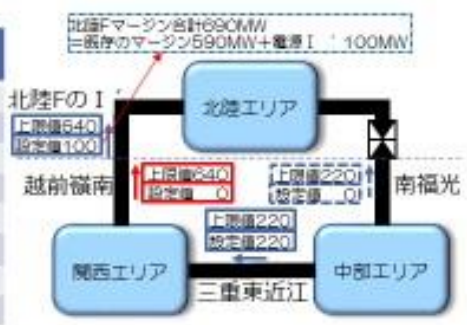 北陸Fマージン合計690MW
=既存のマージン590MW+電源Ⅰ´100MW
北陸FのⅠ´
上限値540
設定値100
北陸エリア
越前嶺南
上限値640
設定値 0
上限値220
設定値 0
南福光
上限値220
設定値220
関西エリア
中部エリア
三重東近江